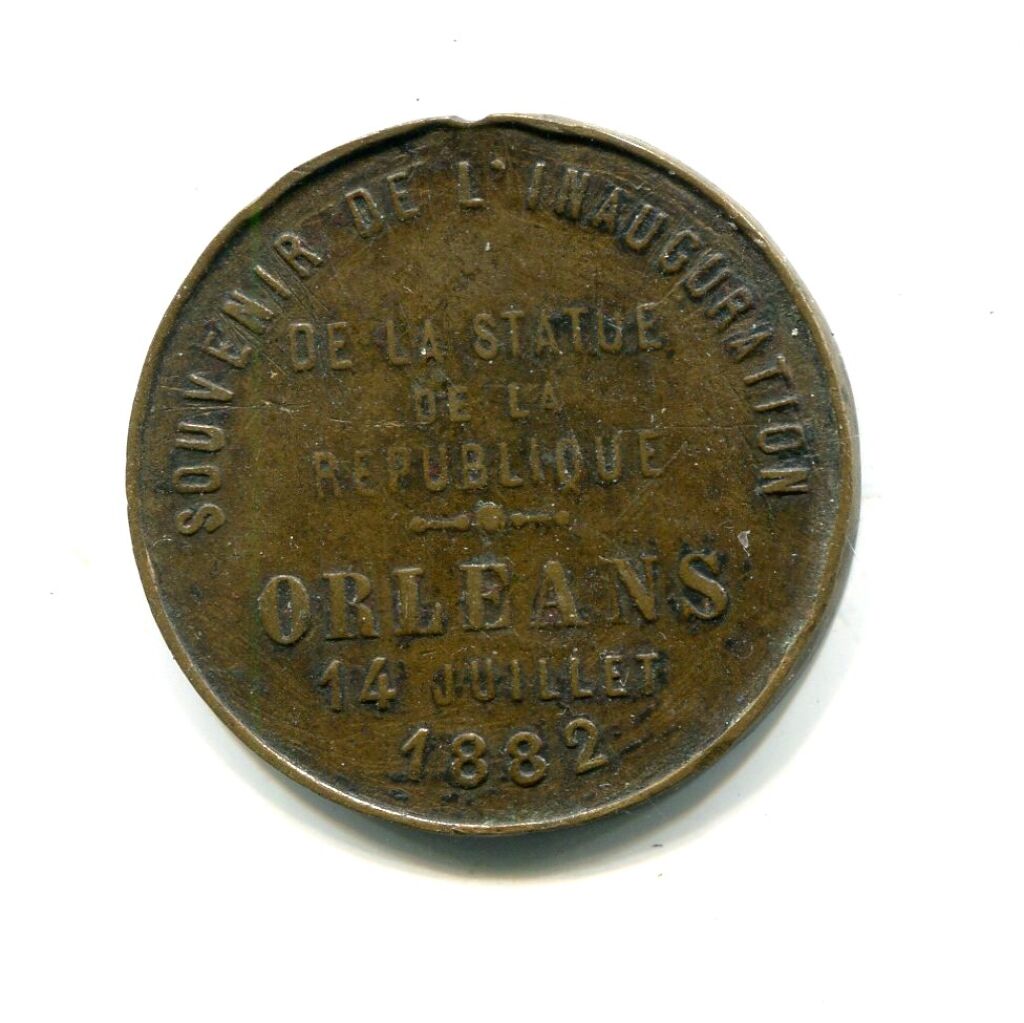 SOUVENIR DE L'INAUGURATION
DE LA STATUE
DE LA
REPUBLIQUE
ORLEANS
14 JUILLET
1882